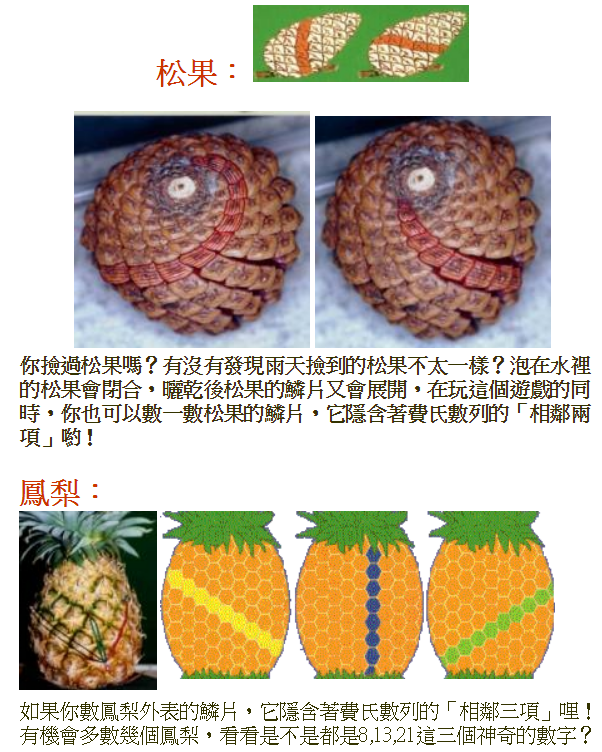 松果：
你撿過松果嗎？有沒有發現雨天撿到的松果不太一樣？泡在水裡
的松果會閉合，曬乾後松果的鱗片又會展開，在玩這個遊戲的同
時，你也可以數一數松果的鱗片，它隱含著費氏數列的「相鄰兩
項」喲！
鳳梨：
如果你數鳳梨外表的鱗片，它隱含著費氏數列的「相鄰三項」哩！
有機會多數幾個鳳梨，看看是不是都是8,13,21這三個神奇的數字？